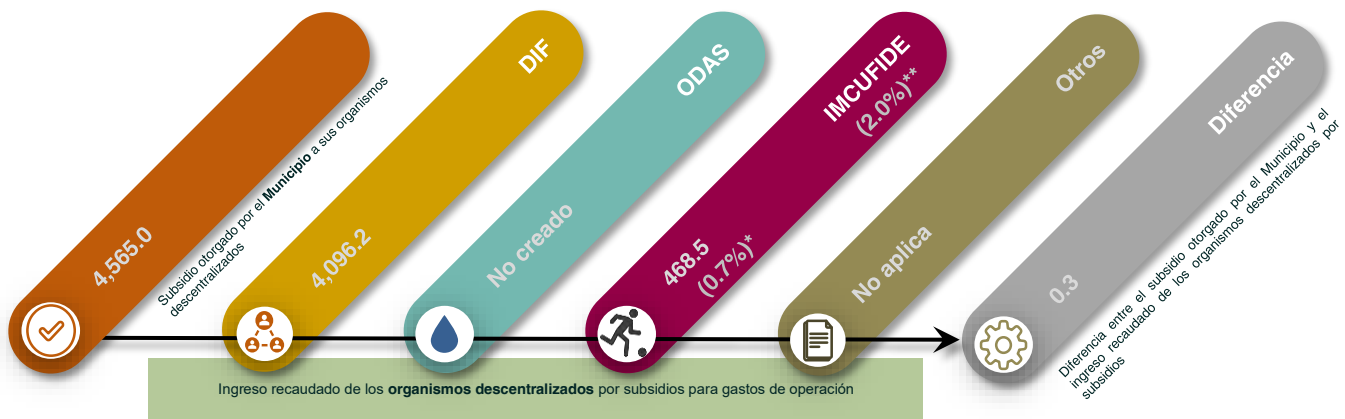 4,565.0
Subsidio otorgado por el Municipio a sus organismos
descentralizados
DIF
4,096.2
ODAS
No creado
IMCUFIDE
(2.0%)**
468.5
(0.7%)*
Otros
No aplica
Diferencia
0.3
Diferencia entre el subsidio otorgado por el Municipio y el
ingreso recaudado de los organismos descentralizados por
subsidios
Ingreso recaudado de los organismos descentralizados por subsidios para gastos de operación